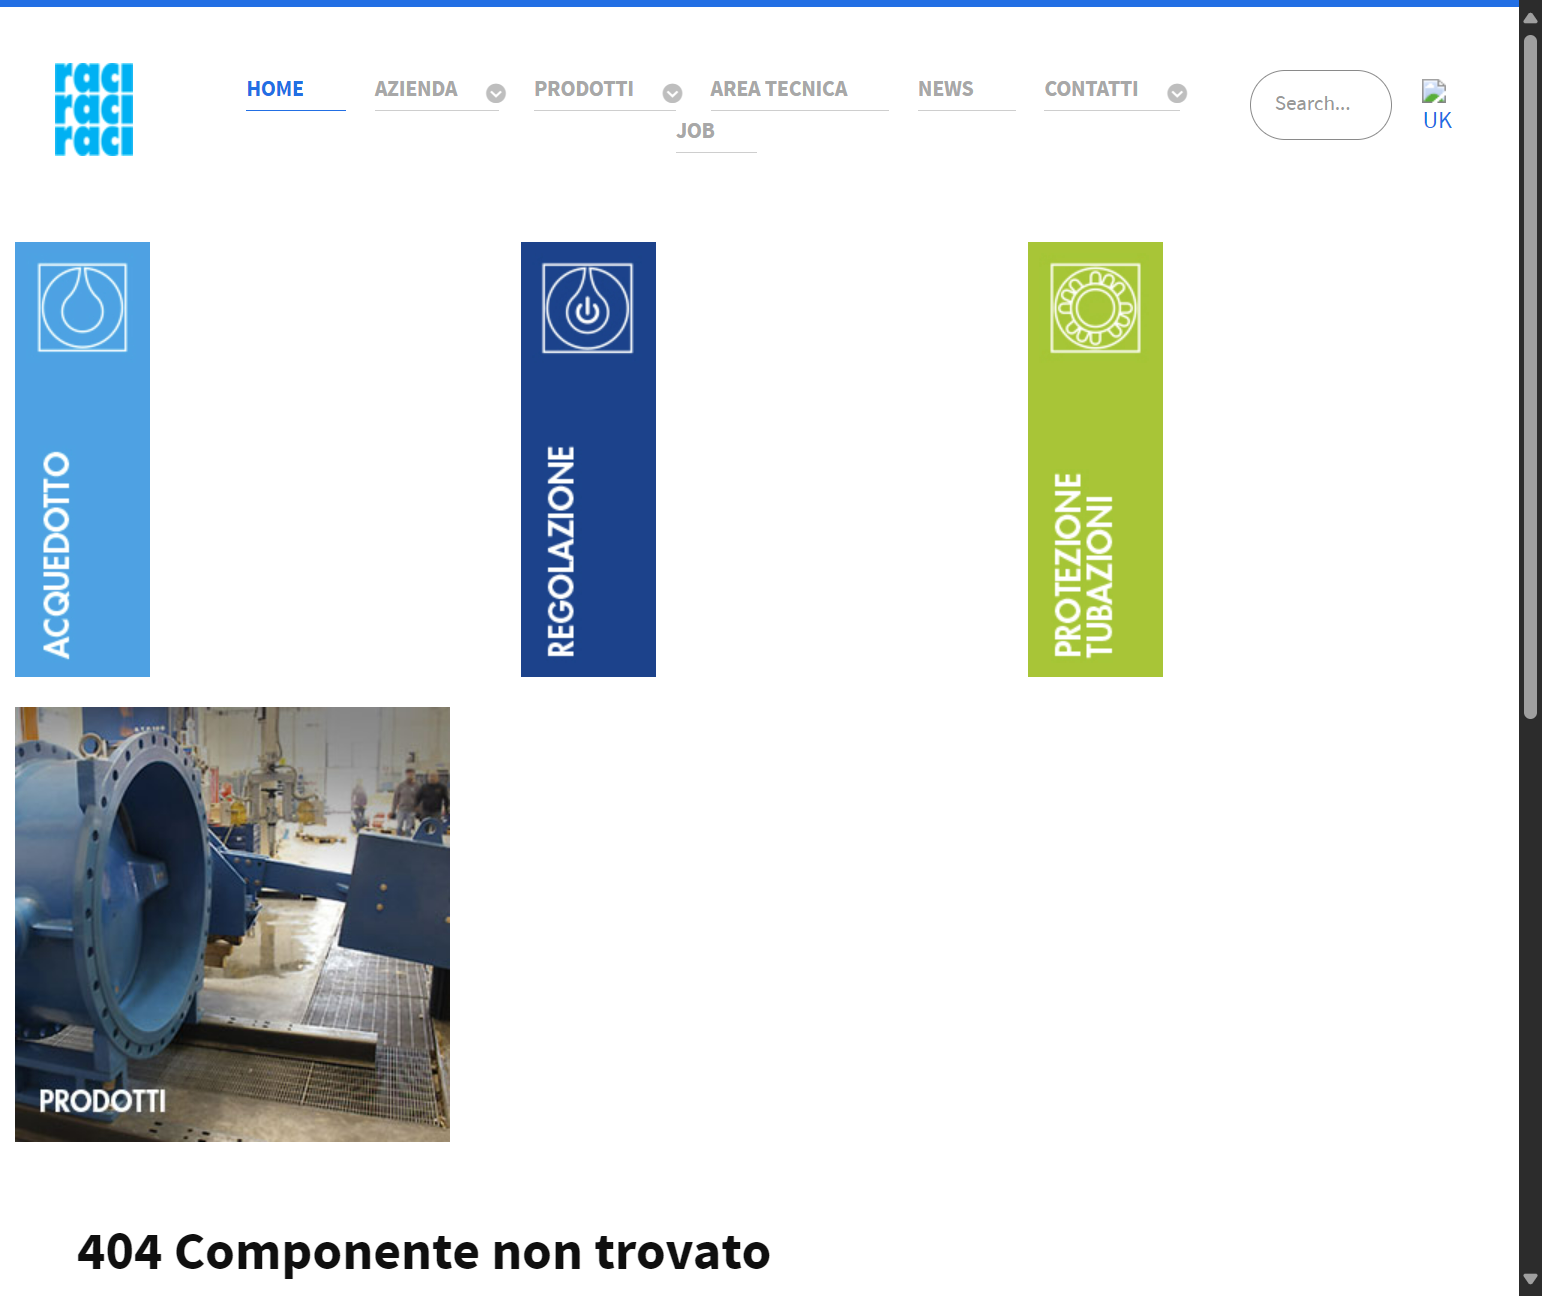 raci
raci
raci
HOME
AZIENDA
PRODOTTI
AREA TECNICA
NEWS
CONTATTI
JOB
Search...
UK
ACQUEDOTTO
REGOLAZIONE
PROTEZIONE
TUBAZIONI
PRODOTTI
404 Componente non trovato